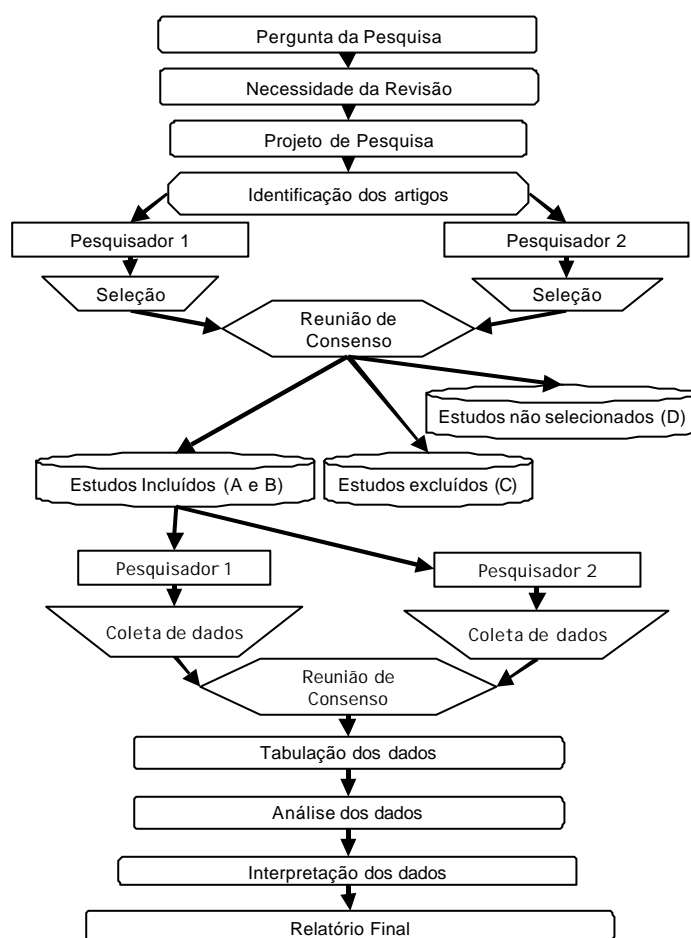 Pergunta da Pesquisa
Necessidade da Revisão
Projeto de Pesquisa
Identificação dos artigos
Pesquisador 1
Pesquisador 2
Seleção
Seleção
Reunião de
Consenso
Estudos não selecionados (D)
Estudos Incluídos (A e B)
Estudos excluídos (C)
Pesquisador 1
Pesquisador 2
Coleta de dados
Coleta de dados
Reunião de
Consenso
Tabulação dos dados
Análise dos dados
Interpretação dos dados
Relatório Final